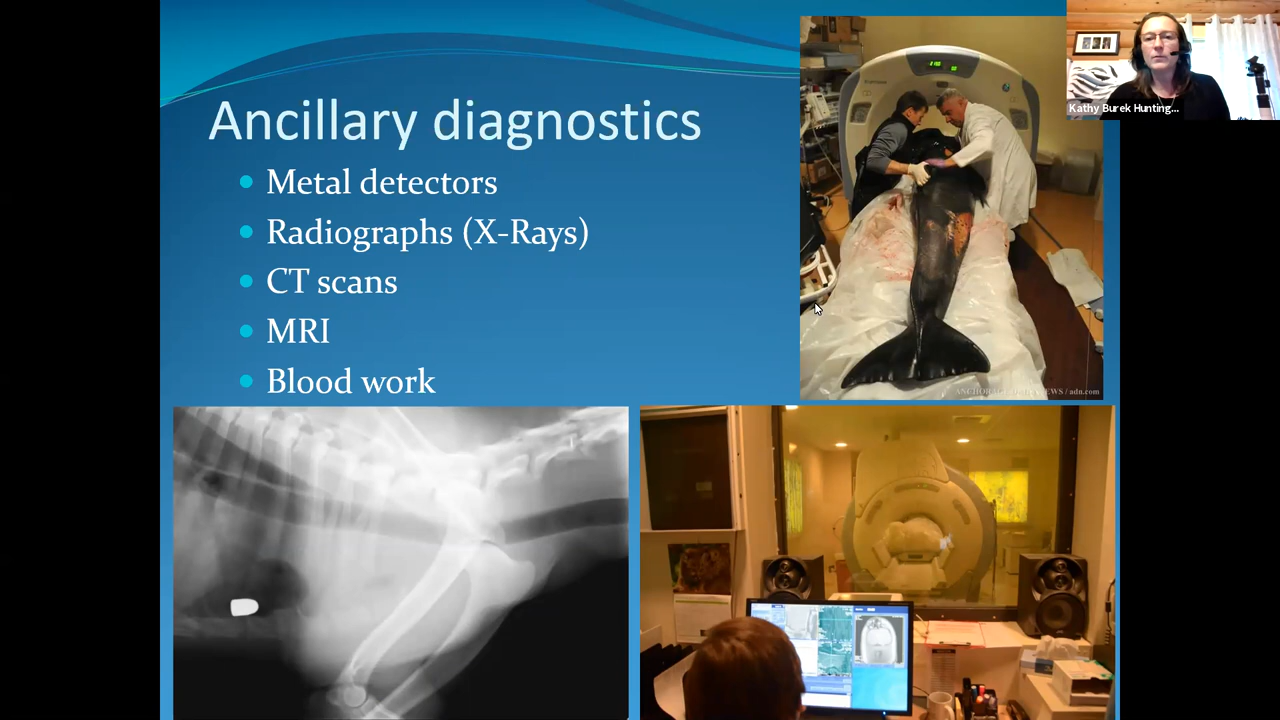 Ancillary diagnostics
Metal detectors
Radiographs (X-Rays)
CT scans
MRI
Blood work
Kathy Burek Hunting...